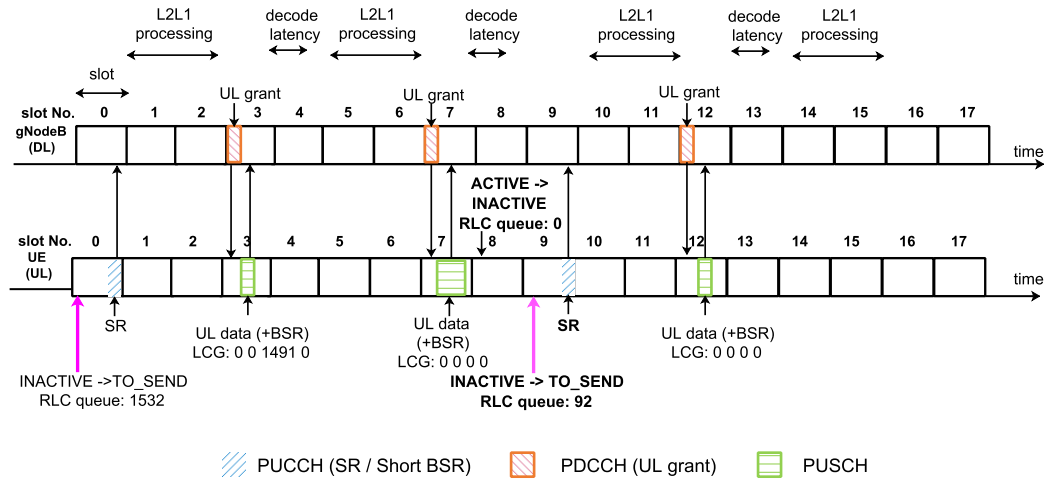 L2L1
processing
decode
latency
L2L1
processing
decode
latency
L2L1
processing
decode
latency
L2L1
processing
slot
UL grant
UL grant
UL grant
slot No. 0 1 2 3 4 5 6 7 8 9 10 11 12 13 14 15 16 17
gNodeB
(DL)
time
ACTIVE ->
INACTIVE
RLC queue: 0
slot No. 0 1 2 3 4 5 6 7 8 9 10 11 12 13 14 15 16 17
UE
(UL)
time
SR
UL data (+BSR)
LCG: 0 0 1491 0
UL data
(+BSR)
LCG: 0 0 0 0
SR
UL data (+BSR)
LCG: 0 0 0 0
INACTIVE ->TO_SEND
RLC queue: 1532
INACTIVE -> TO_SEND
RLC queue: 92
PUCCH (SR / Short BSR)
PDCCH (UL grant)
PUSCH